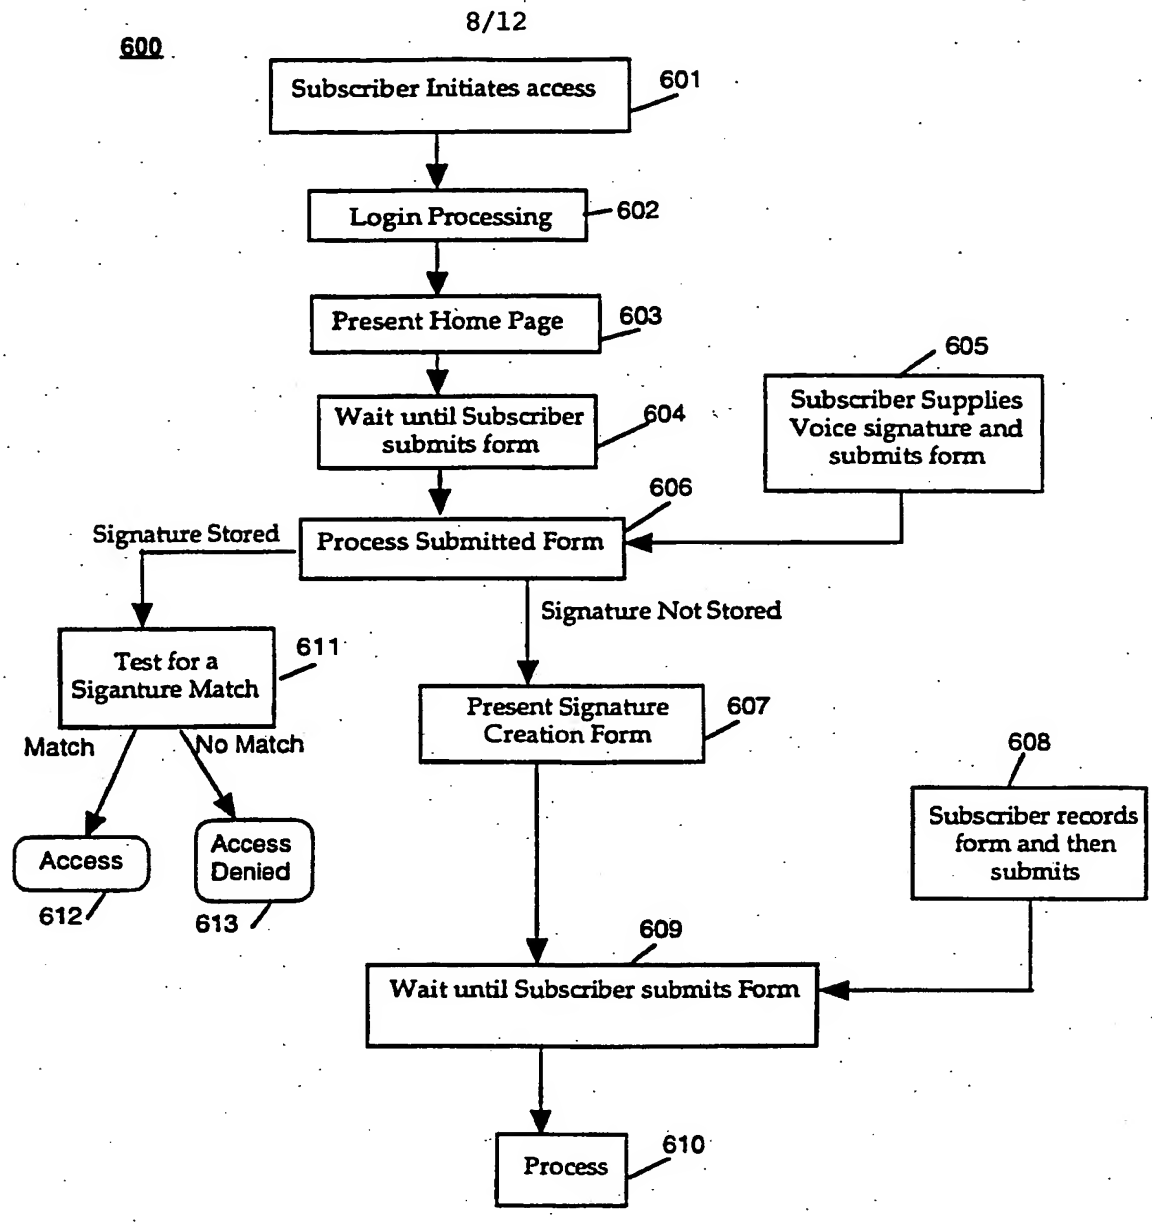 8/12
600
Subscriber Initiates access
601
Login Processing
602
Present Home Page
603
Wait until Subscriber
submits form
604
605
Subscriber Supplies
Voice signature and
submits form
606
Process Submitted Form
Signature Stored
Signature Not Stored
Test for a
Siganture Match
611
Match
No Match
Access
612
Access
Denied
613
Present Signature
Creation Form
607
608
Subscriber records
form and then
submits
609
Wait until Subscriber submits Form
Process
610